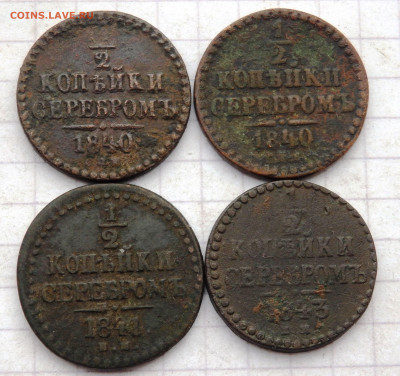 COINS.LAVE.RU
1/2
КОПѢЙКИ
СЕРЕБРОМЪ
1840
1/2
КОПѢЙКИ
СЕРЕБРОМЪ
1840
1/2
КОПѢЙКИ
СЕРЕБРОМЪ
1841
1/2
КОПѢЙКИ
СЕРЕБРОМЪ
1843